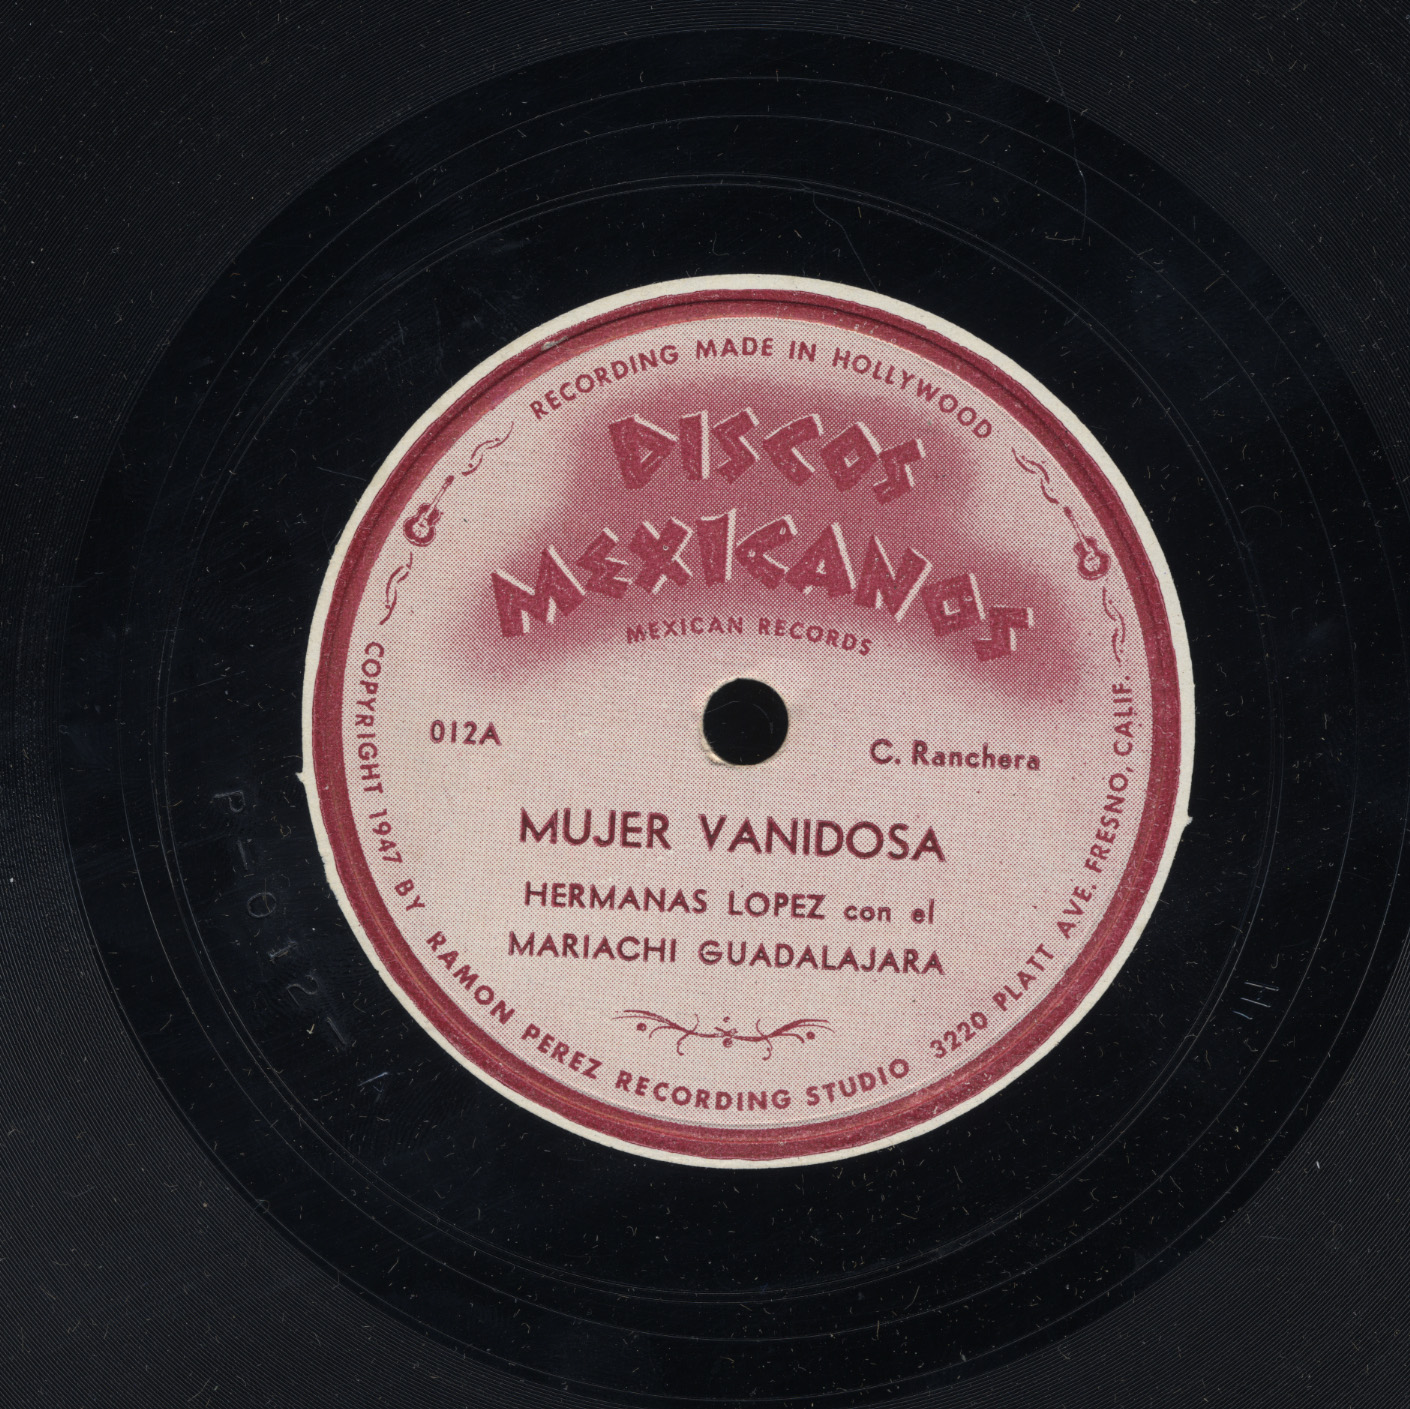 RECORDING MADE IN HOLLYWOOD
DISCOS
MEXICANOS
MEXICAN RECORDS
012A
C. Ranchera
MUJER VANIDOSA
HERMANAS LOPEZ con el
MARIACHI GUADALAJARA
COPYRIGHT 1947 BY RAMON PEREZ RECORDING STUDIO 3220 PLATT AVE. FRESNO, CALIF.
P-012-